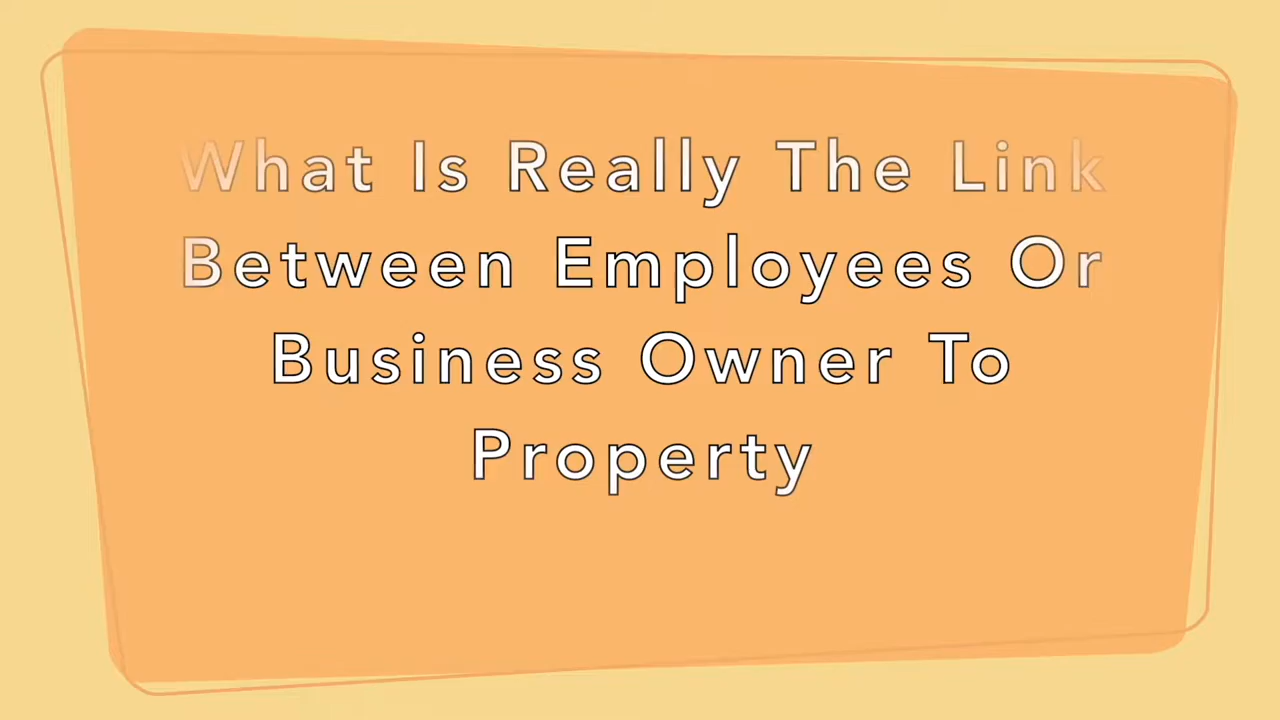 What Is Really The Link
Between Employees Or
Business Owner To
Property